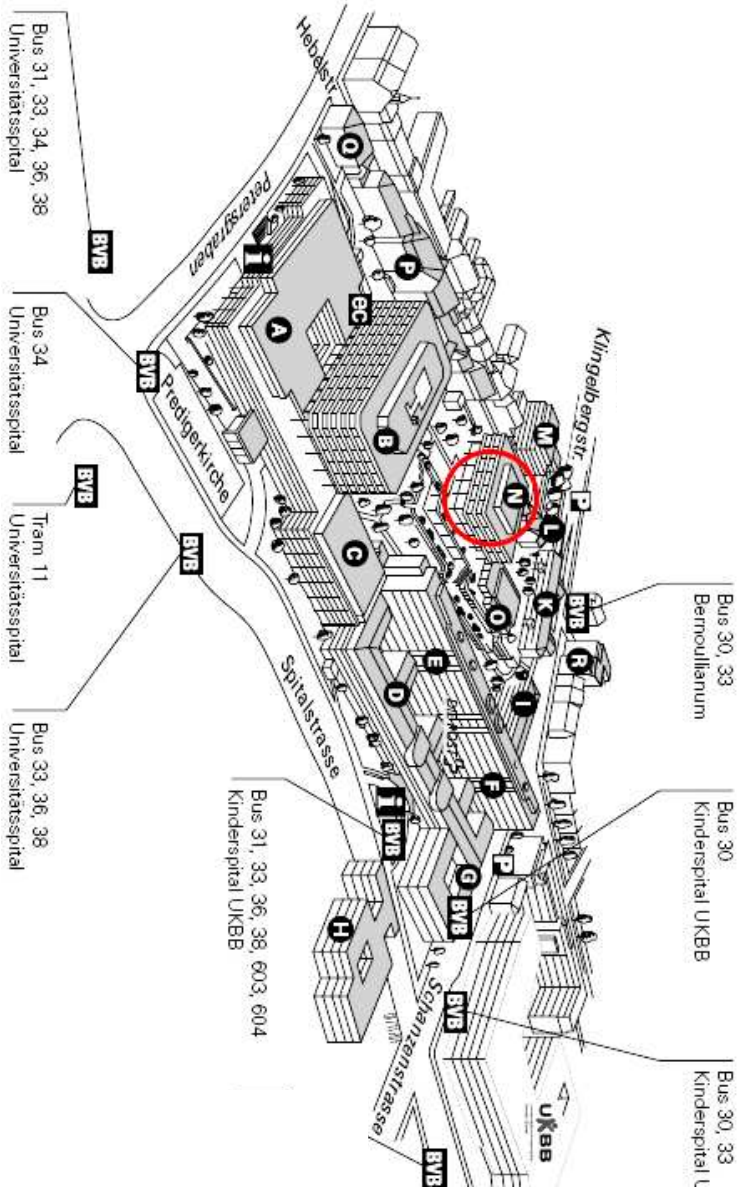 Hebelstr.
Petersgraben
Klingelbergstr.
Predigerkirche
Spitalstrasse
Schanzenstrasse
Q
P
A
ec
B
C
M
N
L
P
K
O
R
I
E
D
F
G
P
H
i
i
BVB
BVB
BVB
BVB
BVB
BVB
BVB
BVB
BVB
UKBB
Bus 31, 33, 34, 36, 38
Universitätsspital
Bus 34
Universitätsspital
Tram 11
Universitätsspital
Bus 33, 36, 38
Universitätsspital
Bus 31, 33, 36, 38, 603, 604
Kinderspital UKBB
Bus 30, 33
Bernoullianum
Bus 30
Kinderspital UKBB
Bus 30, 33
Kinderspital U